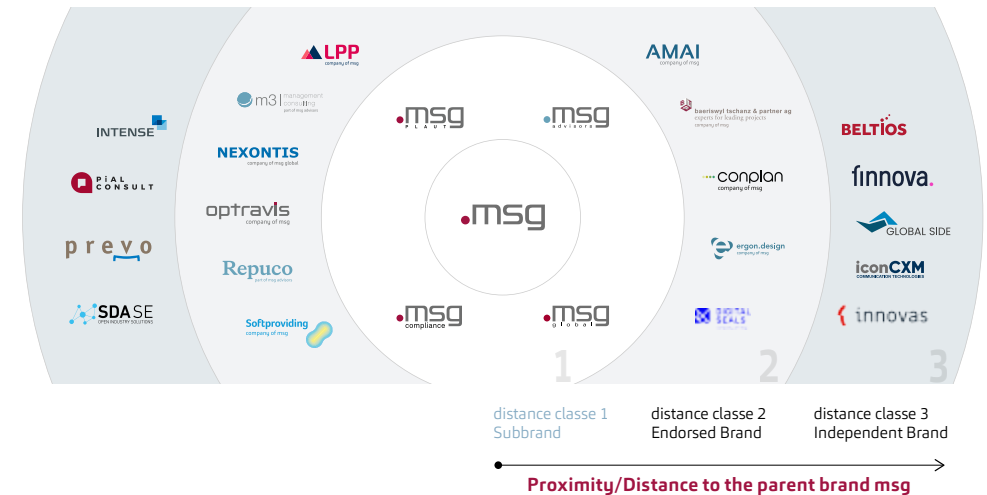 LPP
company of msg
m3 management
consulting
part of msg advisors
NEXONTIS
company of msg global
optravis
company of msg
Repuco
part of msg advisors
Softproviding
company of msg
INTENSE
PiAL
CONSULT
prevo
SDA SE
OPEN INDUSTRY SOLUTIONS
.msg
PLAUT
.msg
advisors
.msg
.msg
compliance
.msg
global
AMAI
company of msg
baeriswyl tschanz & partner ag
experts for leading projects
company of msg
conplan
company of msg
ergon.design
company of msg
DIGITAL
SEALS
BELTIOS
finnova.
GLOBAL SIDE
iconCXM
COMMUNICATION TECHNOLOGIES
innovas
1
2
3
distance classe 1
Subbrand
distance classe 2
Endorsed Brand
distance classe 3
Independent Brand
Proximity/Distance to the parent brand msg